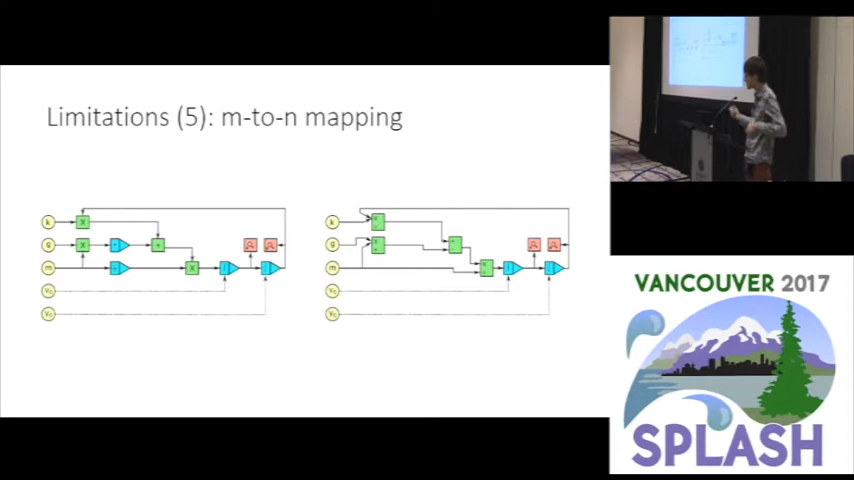 Limitations (5): m-to-n mapping
k
g
m
k
g
m
VANCOUVER 2017
SPLASH